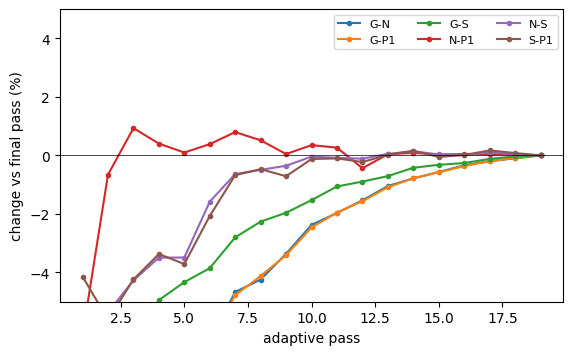 G-N G-S N-S
G-P1 N-P1 S-P1
change vs final pass (%)
4
2
0
−2
−4
2.5 5.0 7.5 10.0 12.5 15.0 17.5
adaptive pass